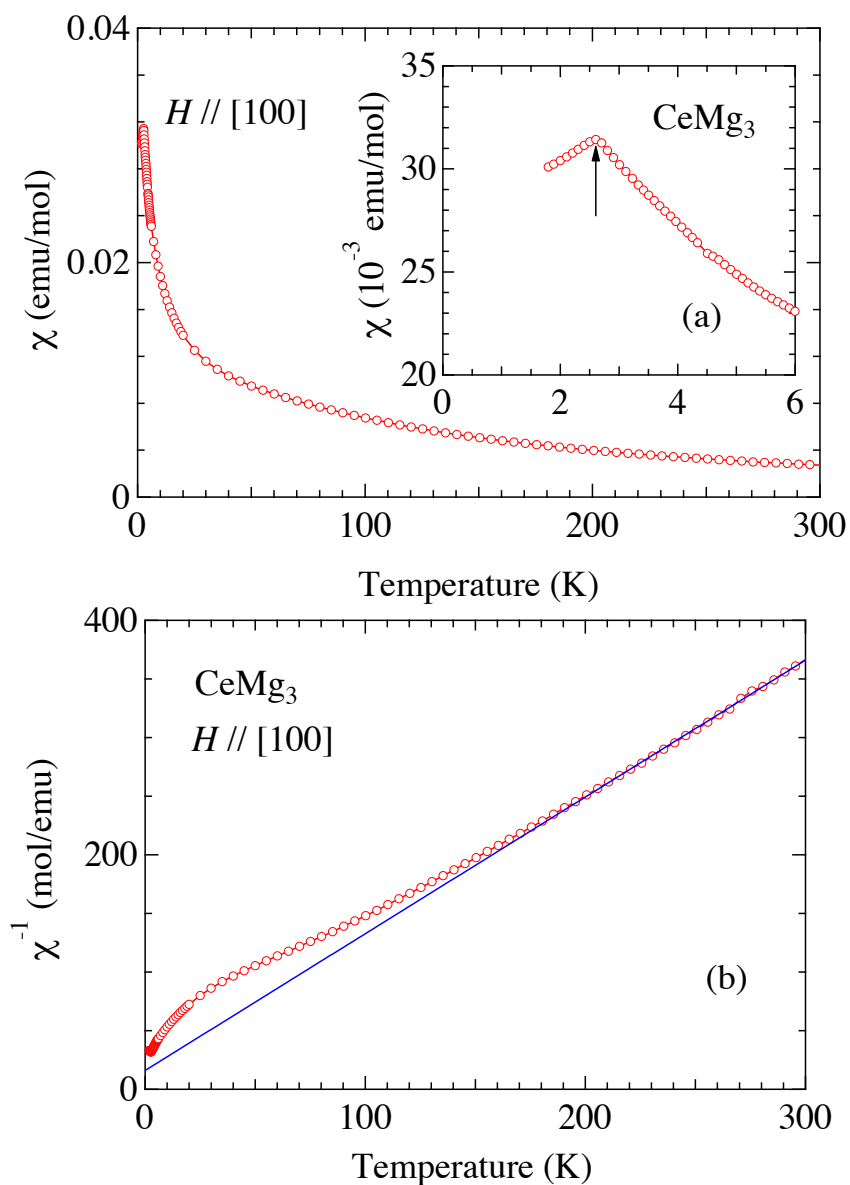 0.04
0.02
0
χ (emu/mol)
H // [100]
35
30
25
20
χ (10⁻³ emu/mol)
CeMg₃
(a)
0 2 4 6
0 100 200 300
Temperature (K)
400
200
0
χ⁻¹ (mol/emu)
CeMg₃
H // [100]
(b)
0 100 200 300
Temperature (K)